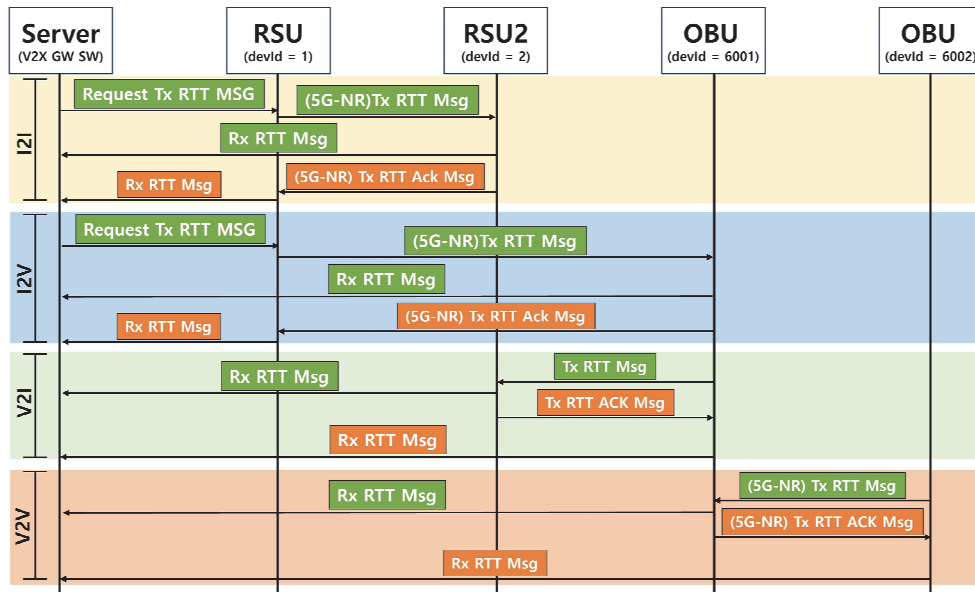 Server
(V2X GW SW)
RSU
(devId = 1)
RSU2
(devId = 2)
OBU
(devId = 6001)
OBU
(devId = 6002)
I2I
Request Tx RTT MSG
(5G-NR)Tx RTT Msg
Rx RTT Msg
(5G-NR) Tx RTT Ack Msg
Rx RTT Msg
I2V
Request Tx RTT MSG
(5G-NR)Tx RTT Msg
Rx RTT Msg
(5G-NR) Tx RTT Ack Msg
Rx RTT Msg
V2I
Tx RTT Msg
Rx RTT Msg
Tx RTT ACK Msg
Rx RTT Msg
V2V
(5G-NR) Tx RTT Msg
Rx RTT Msg
(5G-NR) Tx RTT ACK Msg
Rx RTT Msg